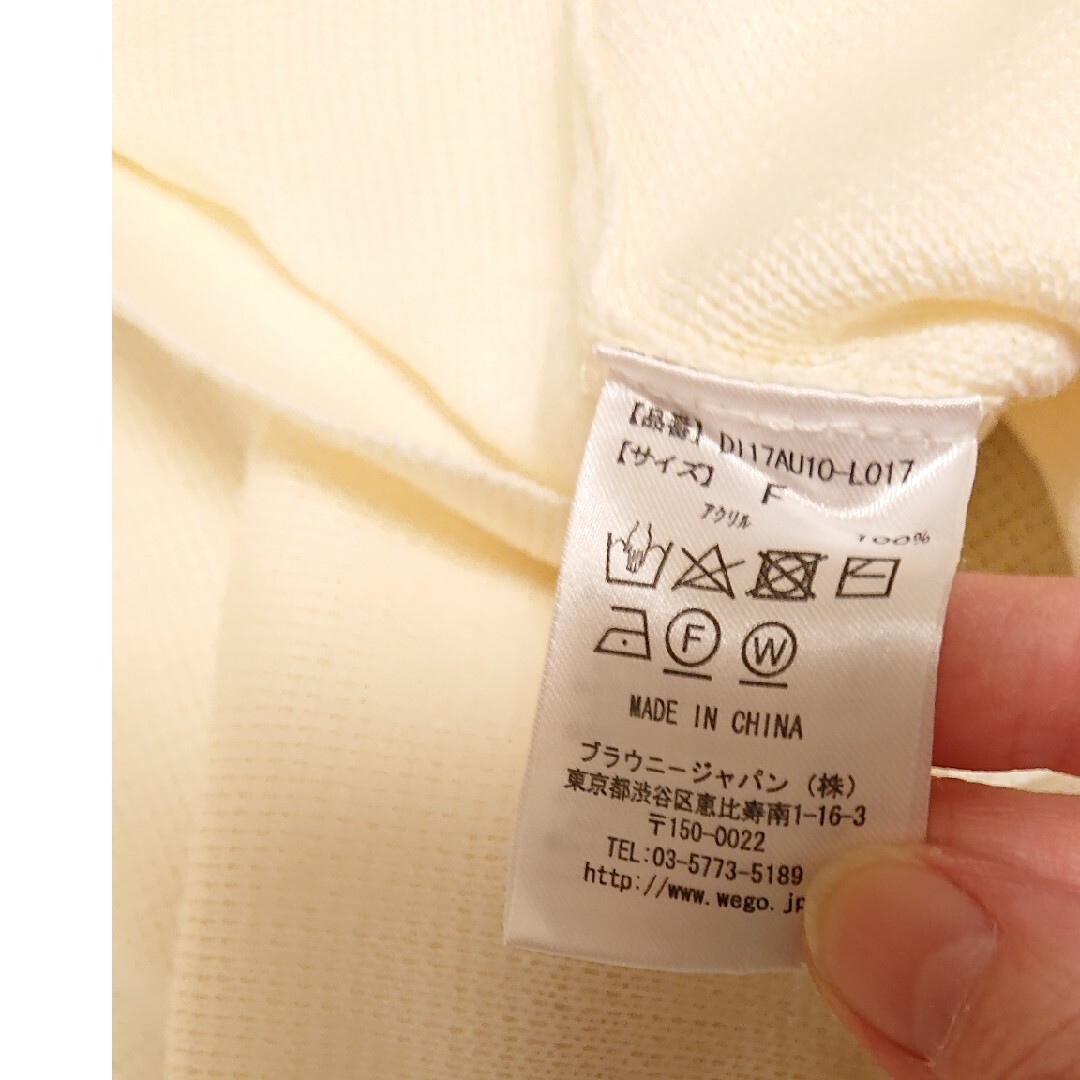 【品番】 DJ17AU10-L017
【サイズ】 F
アクリル 100%
F W
MADE IN CHINA
ブラウニージャパン(株)
東京都渋谷区恵比寿南1-16-3
〒150-0022
TEL:03-5773-5189
http://www.wego.jp